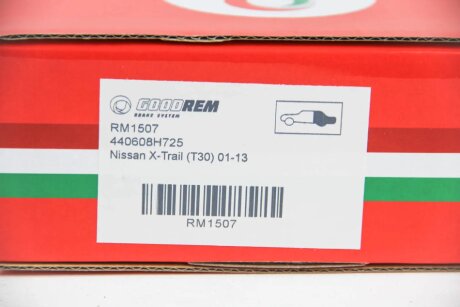 GOODREM
BRAKE SYSTEM
RM1507
440608H725
Nissan X-Trail (T30) 01-13
RM1507